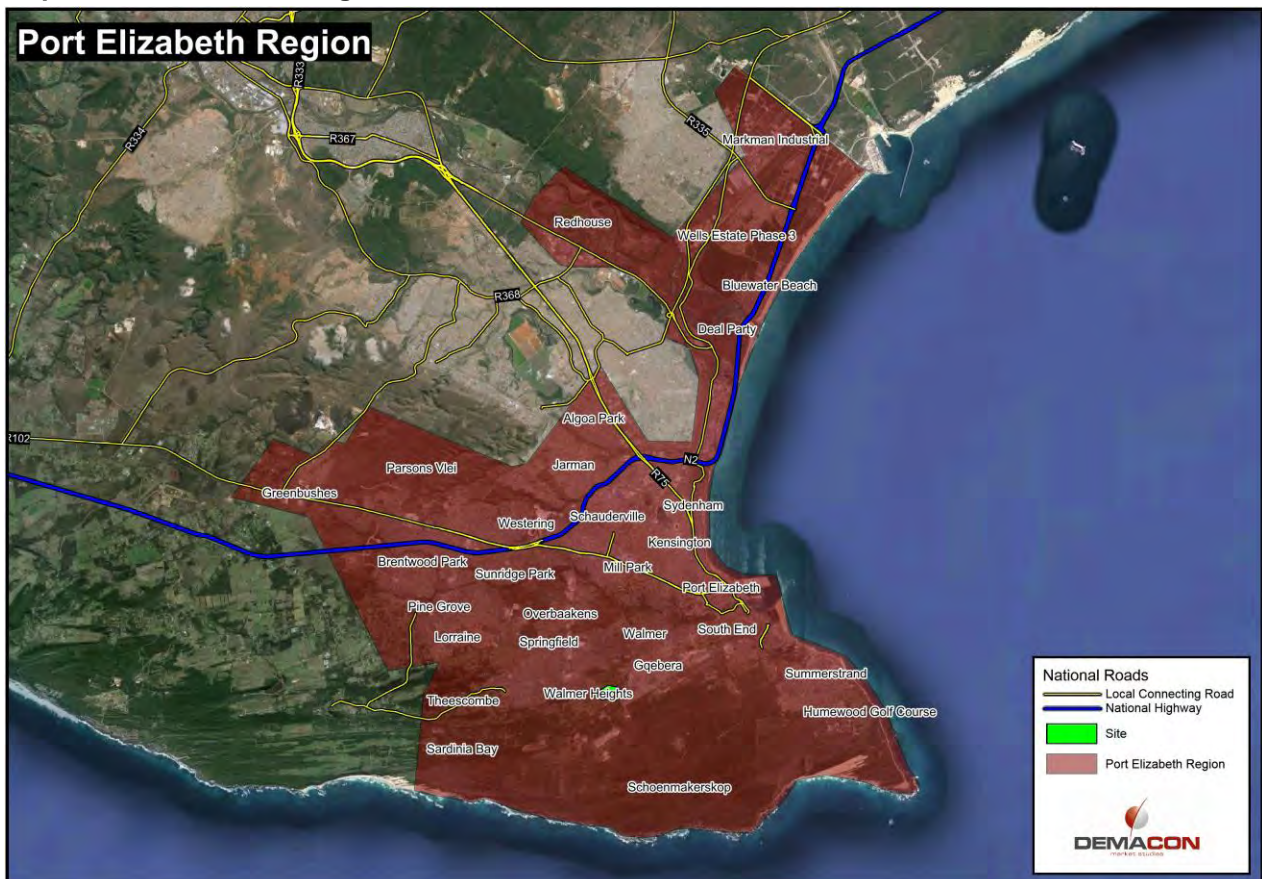 Port Elizabeth Region
R333
R334
R367
R335
Markman Industrial
Redhouse
Wells Estate Phase 3
Bluewater Beach
R368
Deal Party
Algoa Park
R102
Parsons Vlei
Jarman
N2
R75
Greenbushes
Sydenham
Schauderville
Westering
Kensington
Brentwood Park
Sunridge Park
Mill Park
Port Elizabeth
Pine Grove
Overbaakens
Lorraine
Springfield
Walmer
South End
Gqebera
Summerstrand
Theescombe
Walmer Heights
Humewood Golf Course
Sardinia Bay
Schoenmakerskop
National Roads
Local Connecting Road
National Highway
Site
Port Elizabeth Region
DEMACON
market studies